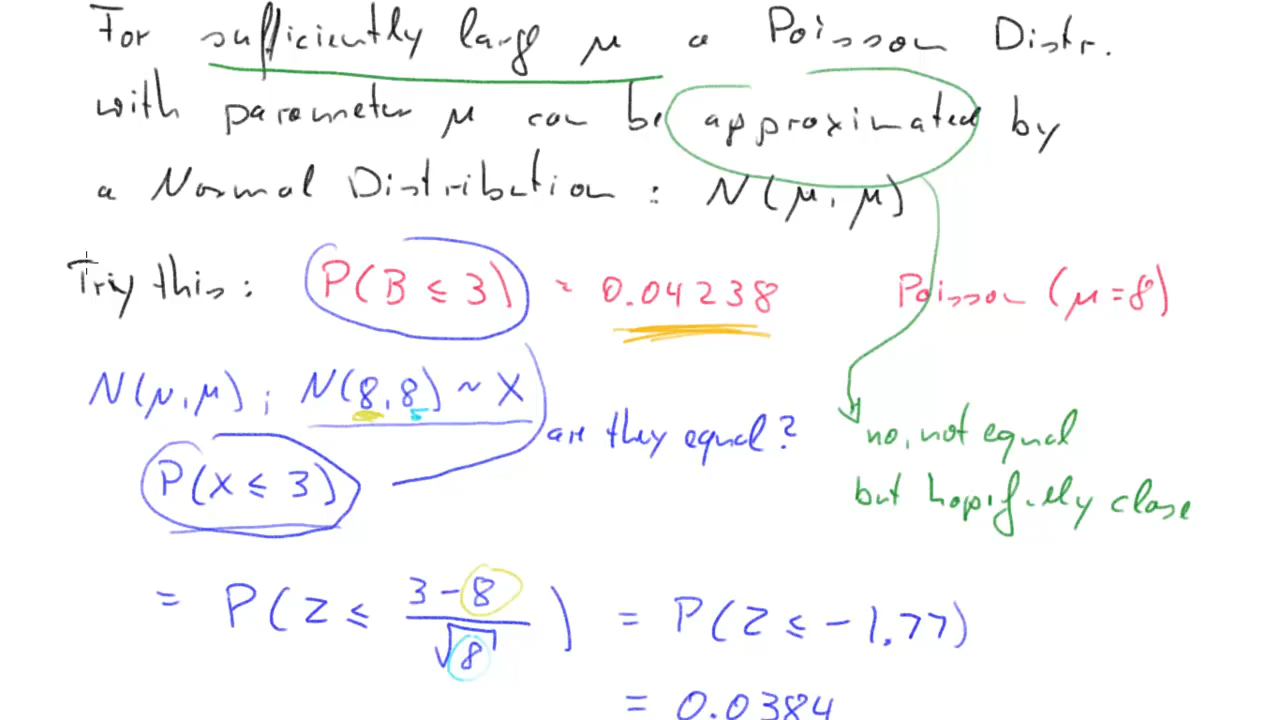 For sufficiently large μ a Poisson Distr.
with parameter μ can be approximated by
a Normal Distribution : N(μ, μ)
Try this : P(B ≤ 3) = 0.04238 Poisson (μ=8)
N(μ,μ) ; N(8,8) ~ X
are they equal ?
no, not equal
P(X ≤ 3)
but hopifully close
= P(Z ≤ (3-8)/√8) = P(Z ≤ -1.77)
= 0.0384